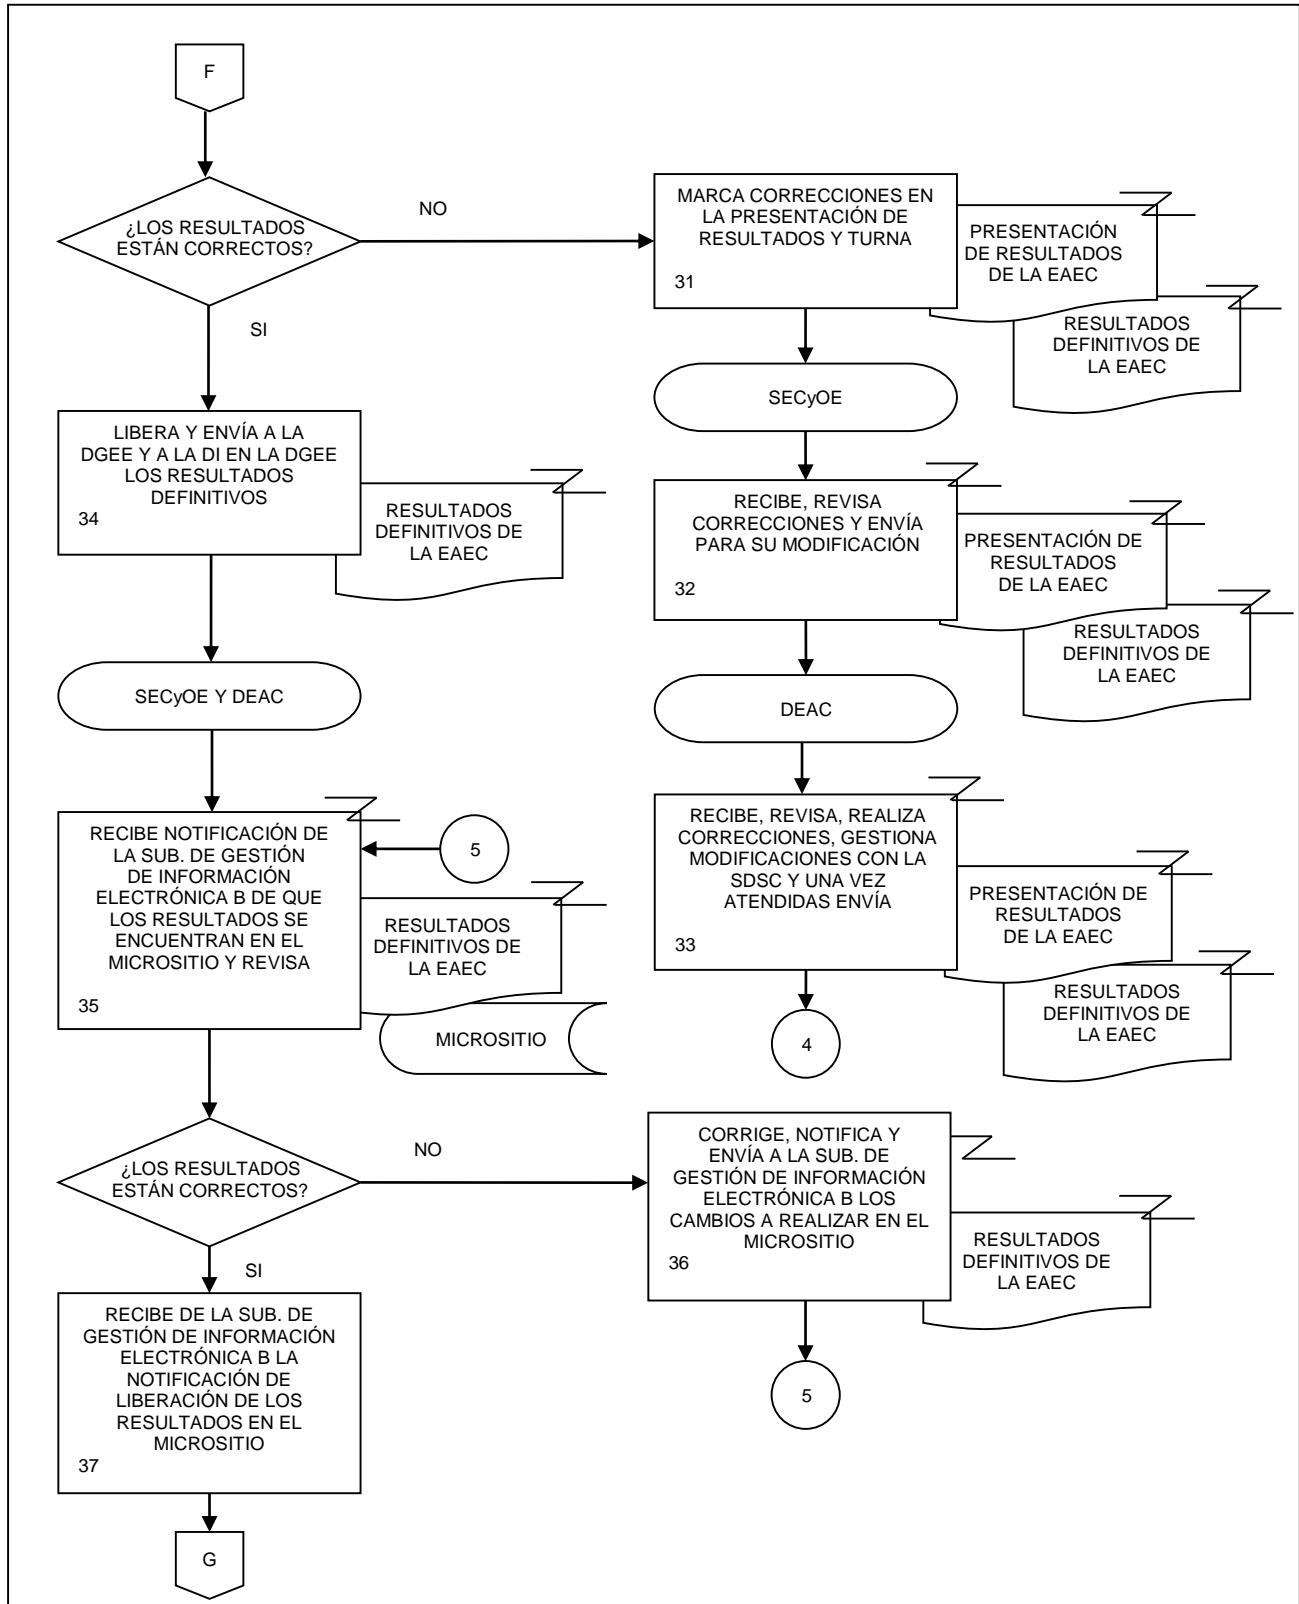 F
¿LOS RESULTADOS
ESTÁN CORRECTOS?
NO
SI
MARCA CORRECCIONES EN
LA PRESENTACIÓN DE
RESULTADOS Y TURNA
31
PRESENTACIÓN
DE RESULTADOS
DE LA EAEC
RESULTADOS
DEFINITIVOS DE
LA EAEC
SECyOE
LIBERA Y ENVÍA A LA
DGEE Y A LA DI EN LA DGEE
LOS RESULTADOS
DEFINITIVOS
34
RESULTADOS
DEFINITIVOS DE
LA EAEC
RECIBE, REVISA
CORRECCIONES Y ENVÍA
PARA SU MODIFICACIÓN
32
PRESENTACIÓN DE
RESULTADOS
DE LA EAEC
RESULTADOS
DEFINITIVOS DE
LA EAEC
SECyOE Y DEAC
DEAC
RECIBE NOTIFICACIÓN DE
LA SUB. DE GESTIÓN
DE INFORMACIÓN
ELECTRÓNICA B DE QUE
LOS RESULTADOS SE
ENCUENTRAN EN EL
MICROSITIO Y REVISA
35
5
RESULTADOS
DEFINITIVOS DE
LA EAEC
MICROSITIO
RECIBE, REVISA, REALIZA
CORRECCIONES, GESTIONA
MODIFICACIONES CON LA
SDSC Y UNA VEZ
ATENDIDAS ENVÍA
33
PRESENTACIÓN DE
RESULTADOS
DE LA EAEC
RESULTADOS
DEFINITIVOS DE
LA EAEC
4
¿LOS RESULTADOS
ESTÁN CORRECTOS?
NO
SI
CORRIGE, NOTIFICA Y
ENVÍA A LA SUB. DE
GESTIÓN DE INFORMACIÓN
ELECTRÓNICA B LOS
CAMBIOS A REALIZAR EN EL
MICROSITIO
36
RESULTADOS
DEFINITIVOS DE
LA EAEC
5
RECIBE DE LA SUB. DE
GESTIÓN DE INFORMACIÓN
ELECTRÓNICA B LA
NOTIFICACIÓN DE
LIBERACIÓN DE LOS
RESULTADOS EN EL
MICROSITIO
37
G